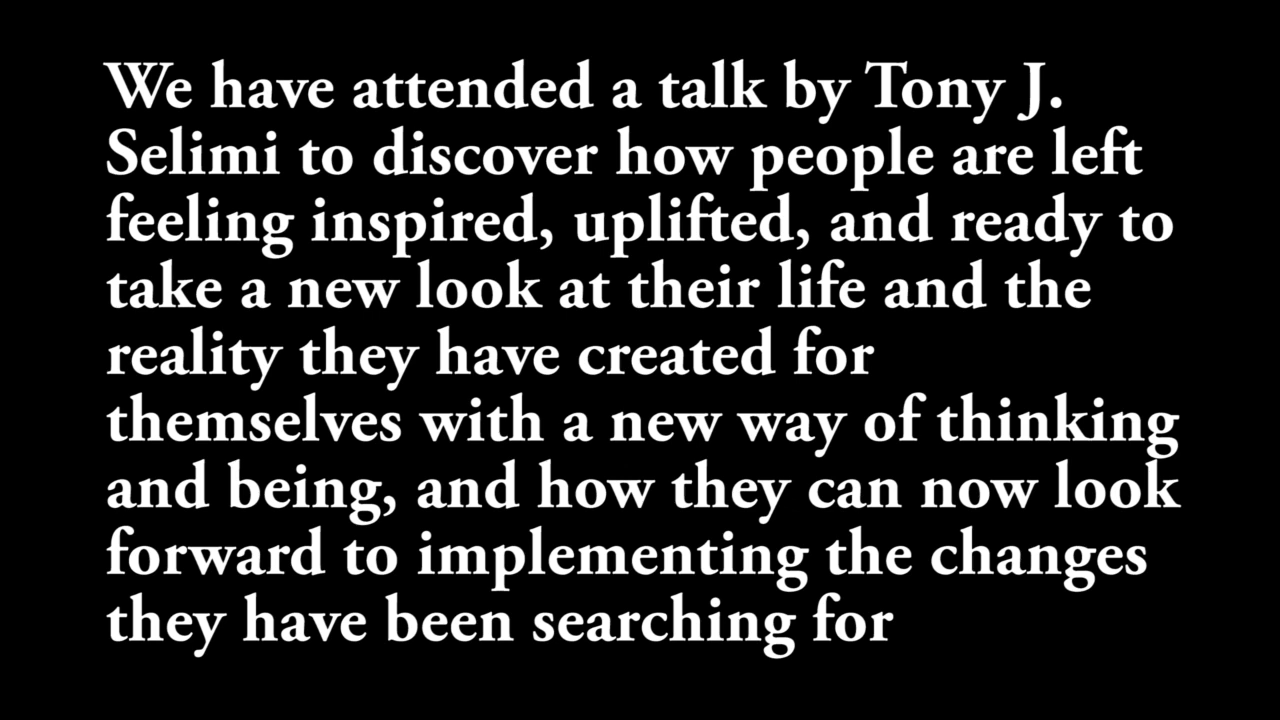 We have attended a talk by Tony J.
Selimi to discover how people are left
feeling inspired, uplifted, and ready to
take a new look at their life and the
reality they have created for
themselves with a new way of thinking
and being, and how they can now look
forward to implementing the changes
they have been searching for